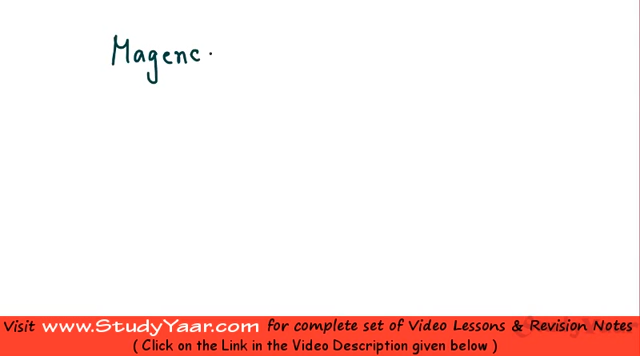 Magenc
Visit www.StudyYaar.com for complete set of Video Lessons & Revision Notes
( Click on the Link in the Video Description given below )